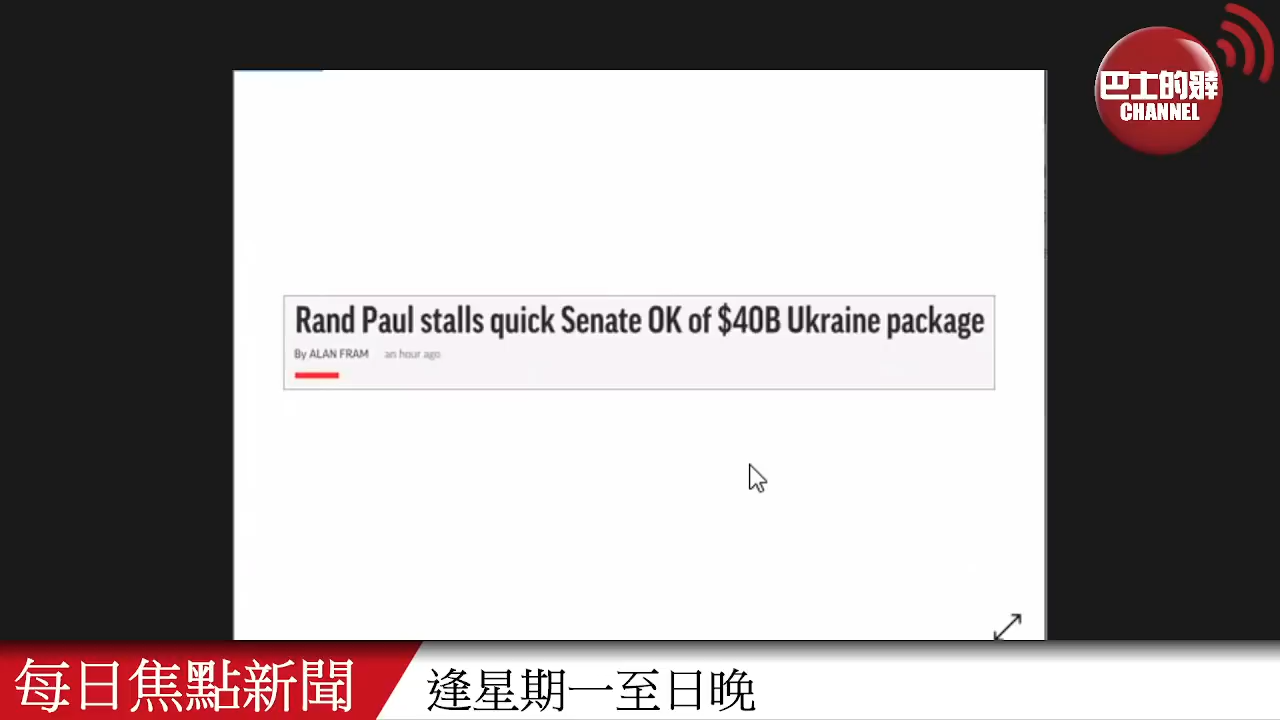 巴士的報
CHANNEL
Rand Paul stalls quick Senate OK of $40B Ukraine package
By ALAN FRAM an hour ago
每日焦點新聞
逢星期一至日晚